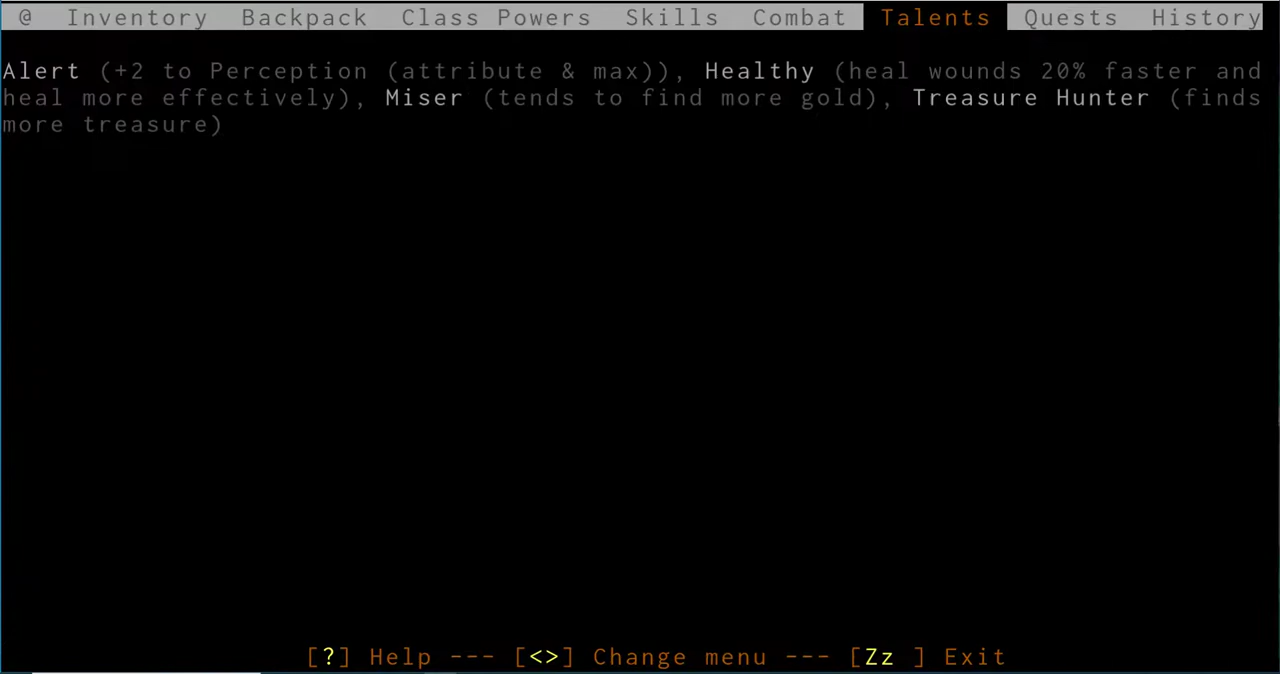 @ Inventory Backpack Class Powers Skills Combat Talents Quests History
Alert (+2 to Perception (attribute & max)), Healthy (heal wounds 20% faster and
heal more effectively), Miser (tends to find more gold), Treasure Hunter (finds
more treasure)
[?] Help --- [<>] Change menu --- [Zz ] Exit